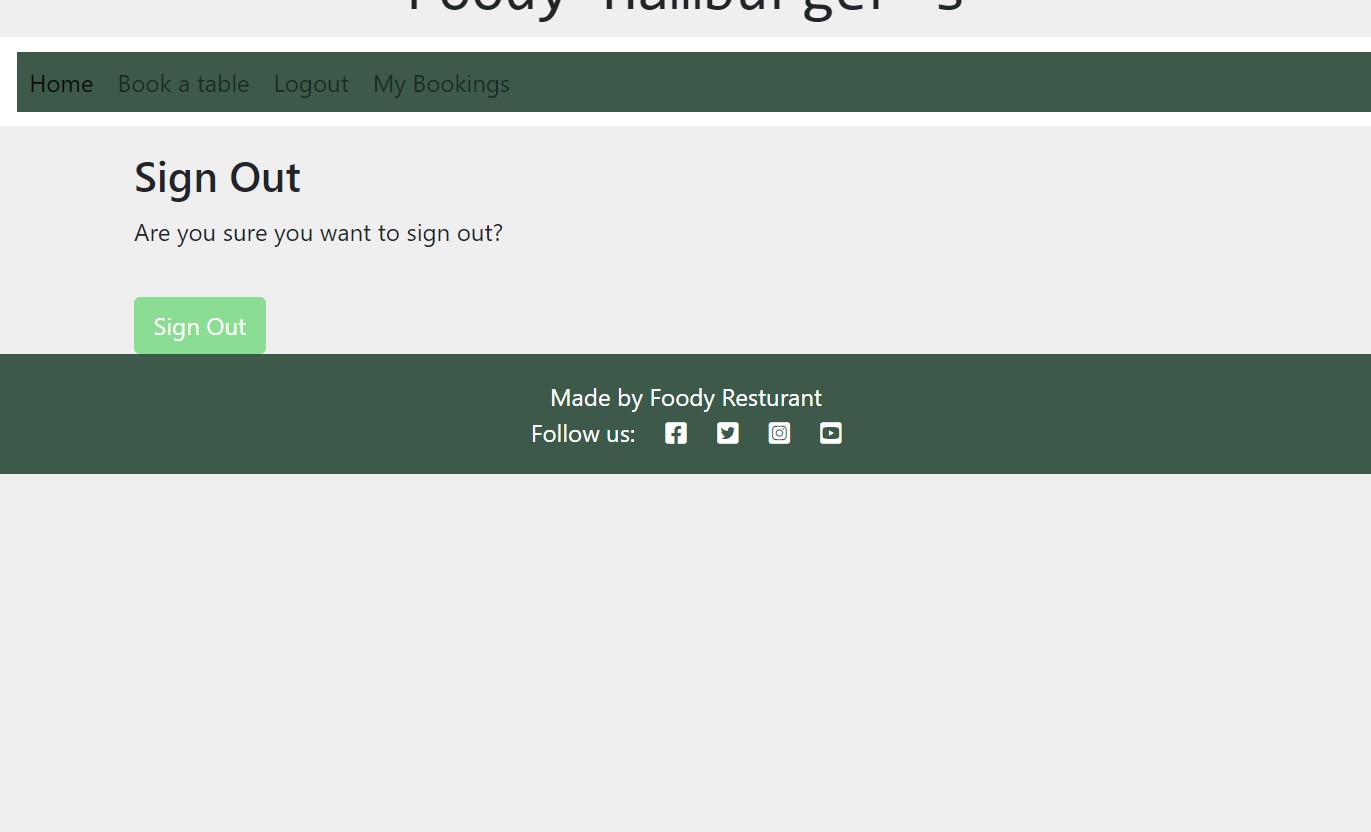 Foody
Home Book a table Logout My Bookings
Sign Out
Are you sure you want to sign out?
Sign Out
Made by Foody Resturant
Follow us: